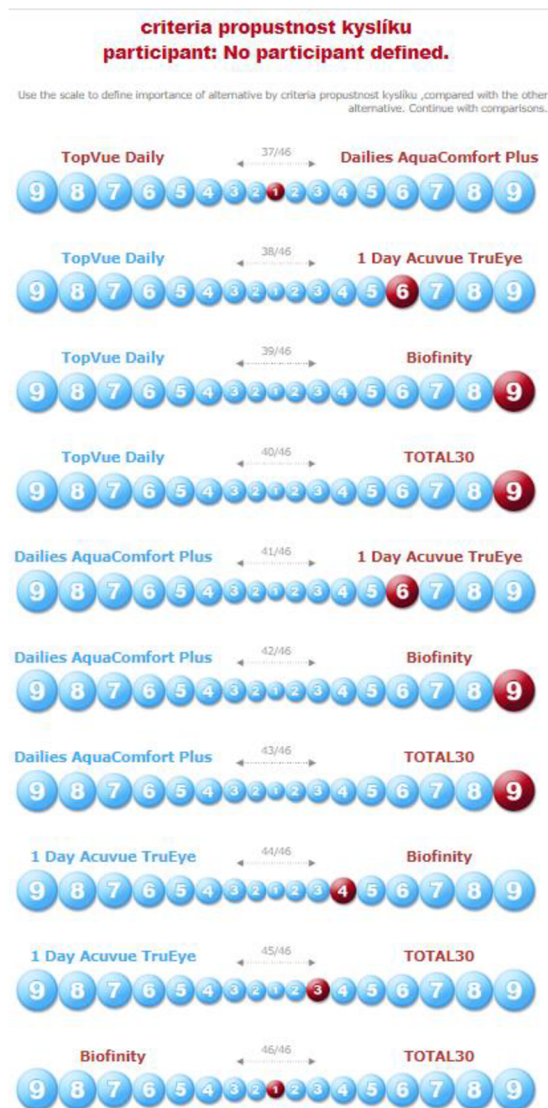 criteria propustnost kyslíku
participant: No participant defined.
Use the scale to define importance of alternative by criteria propustnost kyslíku ,compared with the other
alternative. Continue with comparisons.
TopVue Daily 37/46 Dailies AquaComfort Plus
9 8 7 6 5 4 3 2 1 2 3 4 5 6 7 8 9
TopVue Daily 38/46 1 Day Acuvue TruEye
9 8 7 6 5 4 3 2 1 2 3 4 5 6 7 8 9
TopVue Daily 39/46 Biofinity
9 8 7 6 5 4 3 2 1 2 3 4 5 6 7 8 9
TopVue Daily 40/46 TOTAL30
9 8 7 6 5 4 3 2 1 2 3 4 5 6 7 8 9
Dailies AquaComfort Plus 41/46 1 Day Acuvue TruEye
9 8 7 6 5 4 3 2 1 2 3 4 5 6 7 8 9
Dailies AquaComfort Plus 42/46 Biofinity
9 8 7 6 5 4 3 2 1 2 3 4 5 6 7 8 9
Dailies AquaComfort Plus 43/46 TOTAL30
9 8 7 6 5 4 3 2 1 2 3 4 5 6 7 8 9
1 Day Acuvue TruEye 44/46 Biofinity
9 8 7 6 5 4 3 2 1 2 3 4 5 6 7 8 9
1 Day Acuvue TruEye 45/46 TOTAL30
9 8 7 6 5 4 3 2 1 2 3 4 5 6 7 8 9
Biofinity 46/46 TOTAL30
9 8 7 6 5 4 3 2 1 2 3 4 5 6 7 8 9